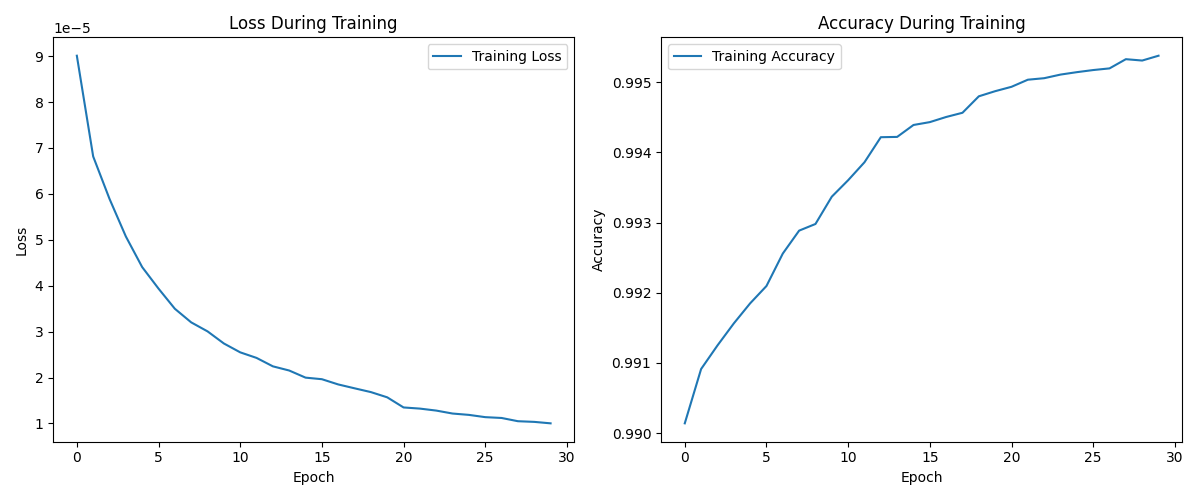 Loss During Training
1e−5
9
8
7
6
5
4
3
2
1
Loss
0 5 10 15 20 25 30
Epoch
Training Loss
Accuracy During Training
0.995
0.994
0.993
0.992
0.991
0.990
Accuracy
0 5 10 15 20 25 30
Epoch
Training Accuracy